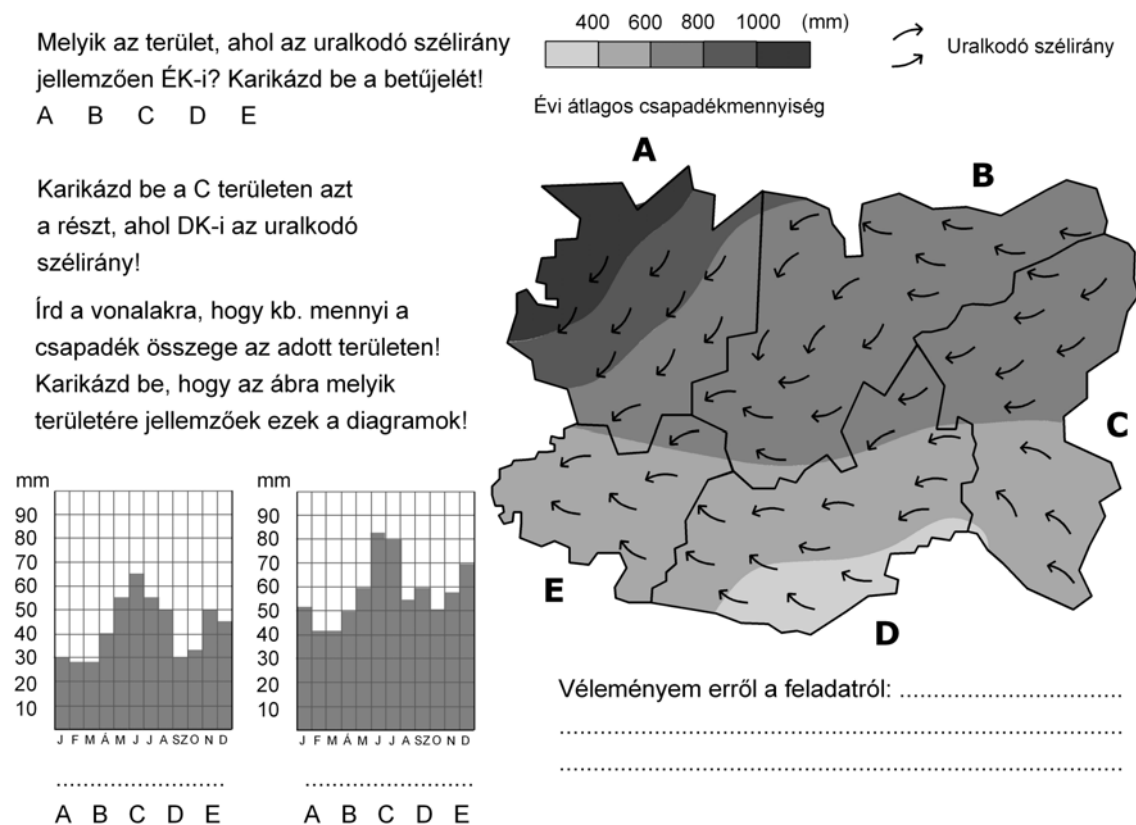 Melyik az terület, ahol az uralkodó szélirány
jellemzően ÉK-i? Karikázd be a betűjelét!
A B C D E
Karikázd be a C területen azt
a részt, ahol DK-i az uralkodó
szélirány!
Írd a vonalakra, hogy kb. mennyi a
csapadék összege az adott területen!
Karikázd be, hogy az ábra melyik
területére jellemzőek ezek a diagramok!
400 600 800 1000 (mm)
Évi átlagos csapadékmennyiség
Uralkodó szélirány
A
B
C
D
E
mm
90
80
70
60
50
40
30
20
10
J F M Á M J J A SZ O N D
....................
A B C D E
mm
90
80
70
60
50
40
30
20
10
J F M Á M J J A SZ O N D
....................
A B C D E
Véleményem erről a feladatról: ................................
................................................................................
................................................................................